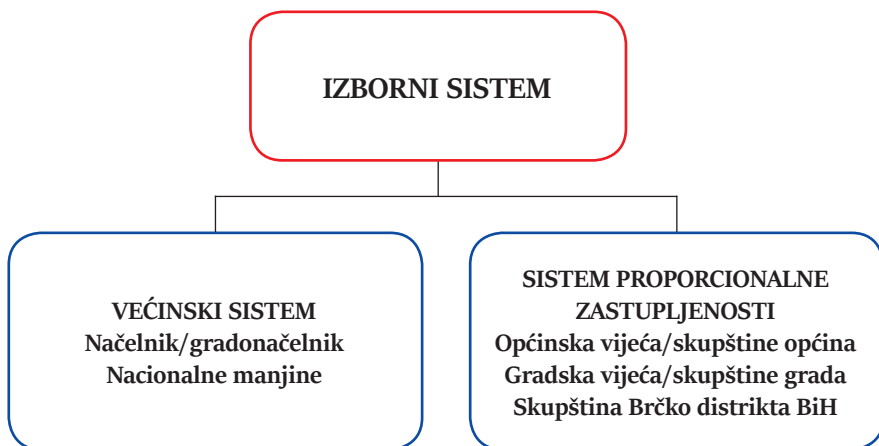 IZBORNI SISTEM
VEĆINSKI SISTEM
Načelnik/gradonačelnik
Nacionalne manjine
SISTEM PROPORCIONALNE
ZASTUPLJENOSTI
Općinska vijeća/skupštine općina
Gradska vijeća/skupštine grada
Skupština Brčko distrikta BiH